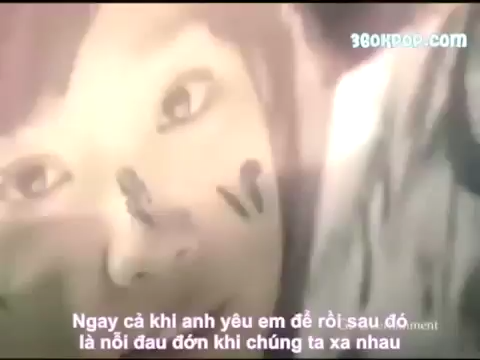 360KPOP.COM
Ngay cả khi anh yêu em để rồi sau đó
là nỗi đau đớn khi chúng ta xa nhau